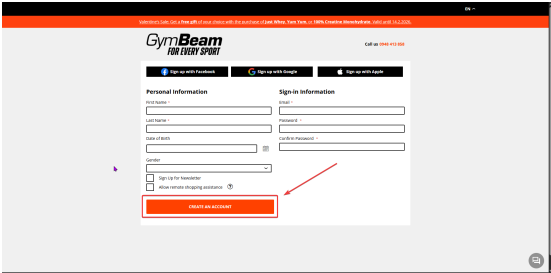 EN
Valentine's Sale: Get a free gift of your choice with the purchase of Just Whey, Yum Yum, or 100% Creatine Monohydrate. Valid until 14.2.2026.
GymBeam
FOR EVERY SPORT
Call us 0948 413 659
Sign up with Facebook
Sign up with Google
Sign up with Apple
Personal Information
First Name *
Last Name *
Date of Birth
Gender
Sign Up for Newsletter
Allow remote shopping assistance ?
Sign-in Information
Email *
Password *
Confirm Password *
CREATE AN ACCOUNT